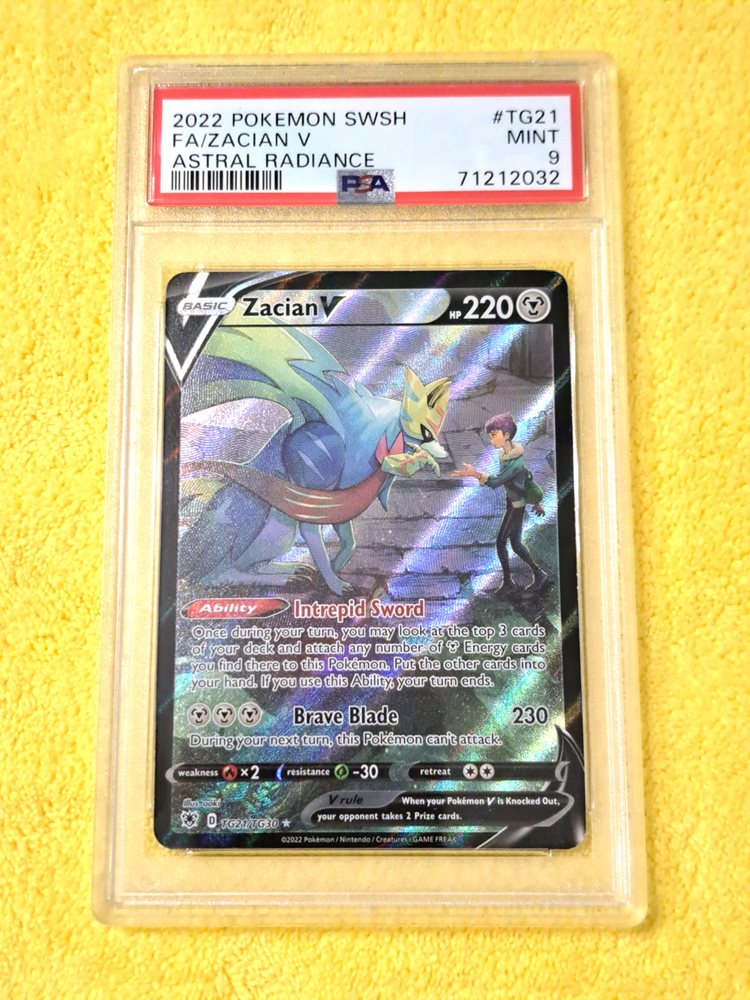 2022 POKEMON SWSH #TG21
FA/ZACIAN V MINT
ASTRAL RADIANCE 9
PSA 71212032
BASIC Zacian V HP 220
Ability Intrepid Sword
Once during your turn, you may look at the top 3 cards
of your deck and attach any number of Energy cards
you find there to this Pokémon. Put the other cards into
your hand. If you use this Ability, your turn ends.
Brave Blade 230
During your next turn, this Pokémon can't attack.
weakness ×2 resistance -30 retreat
Illus. ooki
V rule When your Pokémon V is Knocked Out,
your opponent takes 2 Prize cards.
D TG21/TG30
©2022 Pokémon / Nintendo / Creatures / GAME FREAK